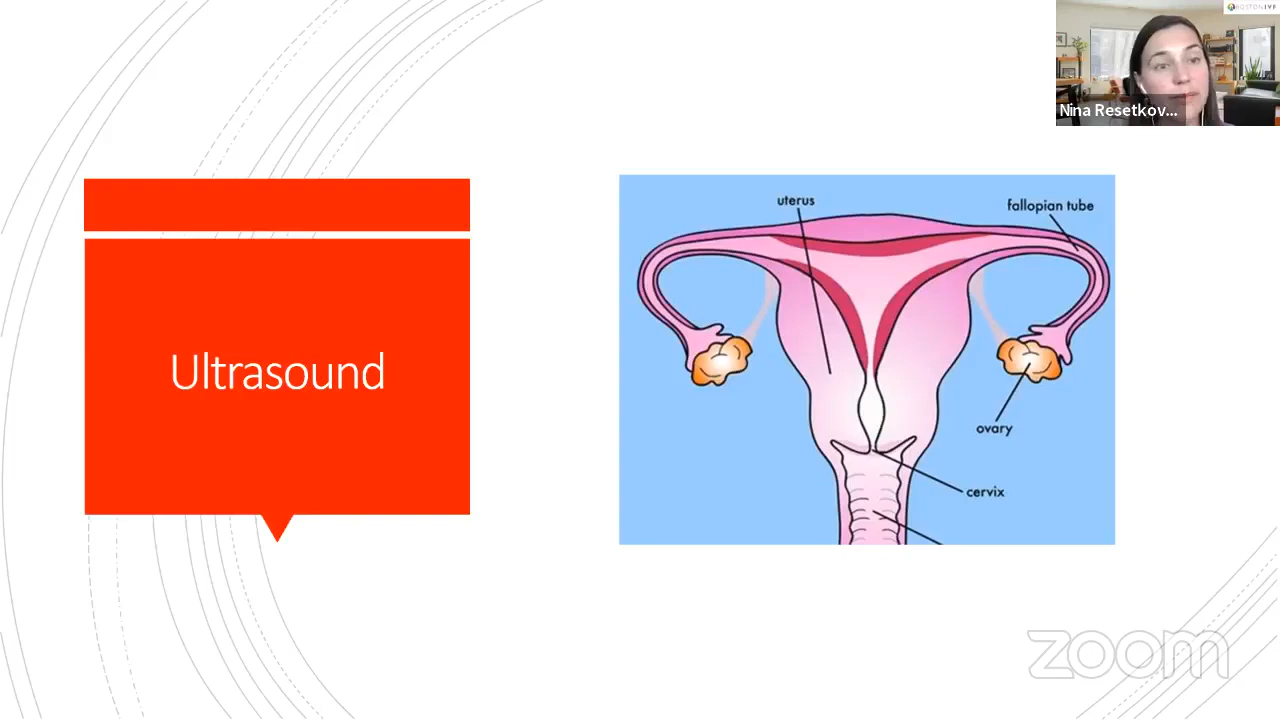 BOSTON IVF
Nina Resetkov...
uterus
fallopian tube
Ultrasound
ovary
cervix
zoom